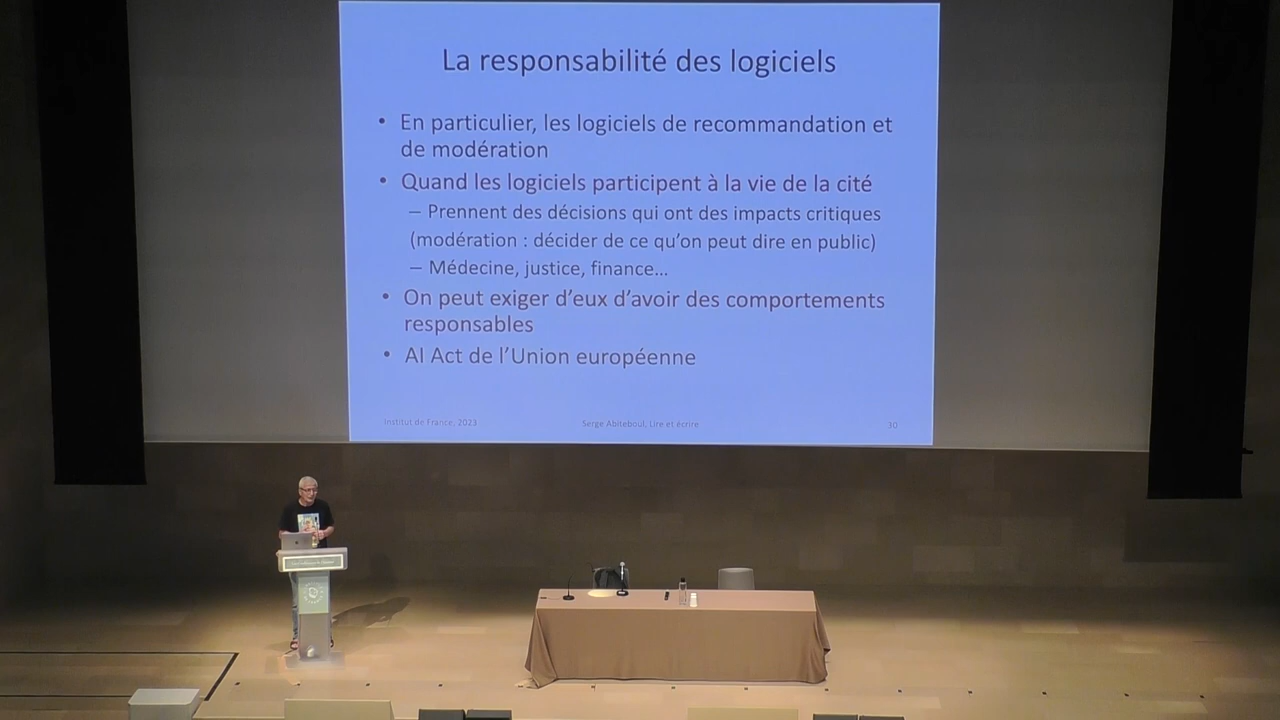 La responsabilité des logiciels
• En particulier, les logiciels de recommandation et
de modération
• Quand les logiciels participent à la vie de la cité
– Prennent des décisions qui ont des impacts critiques
(modération : décider de ce qu'on peut dire en public)
– Médecine, justice, finance...
• On peut exiger d'eux d'avoir des comportements
responsables
• AI Act de l'Union européenne
Institut de France, 2023 Serge Abiteboul, Lire et écrire 30